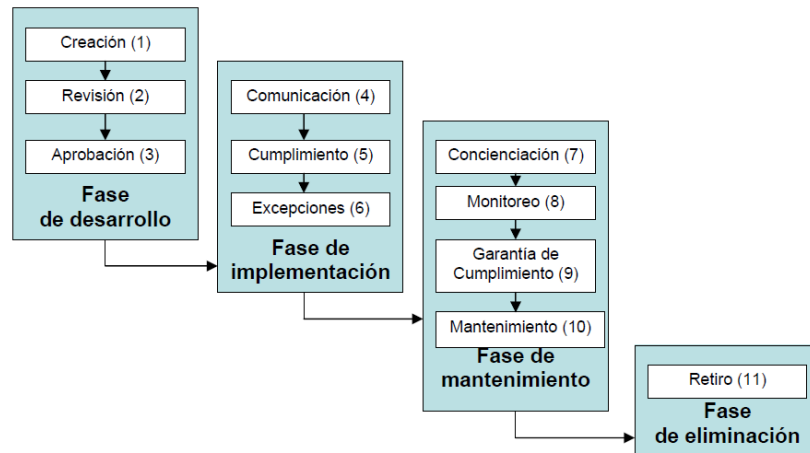 Creación (1)
Revisión (2)
Aprobación (3)
Fase
de desarrollo
Comunicación (4)
Cumplimiento (5)
Excepciones (6)
Fase de
implementación
Concienciación (7)
Monitoreo (8)
Garantía de
Cumplimiento (9)
Mantenimiento (10)
Fase de
mantenimiento
Retiro (11)
Fase
de eliminación